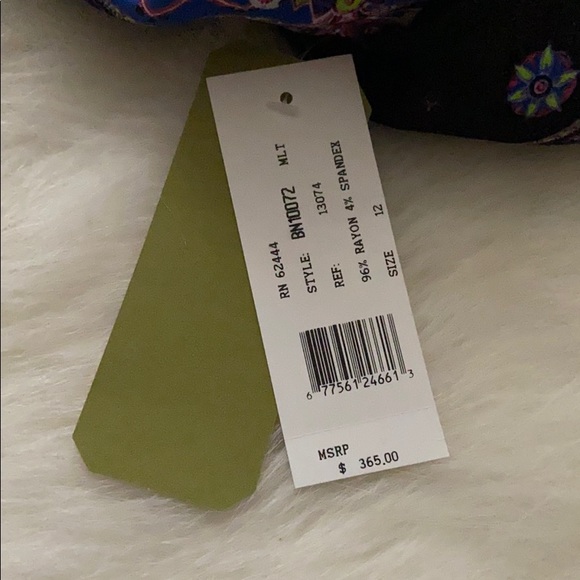 RN 62444
STYLE: BN10072 MLT
REF: 13074
96% RAYON 4% SPANDEX
SIZE 12
6 77561 24661 3
MSRP
$ 365.00